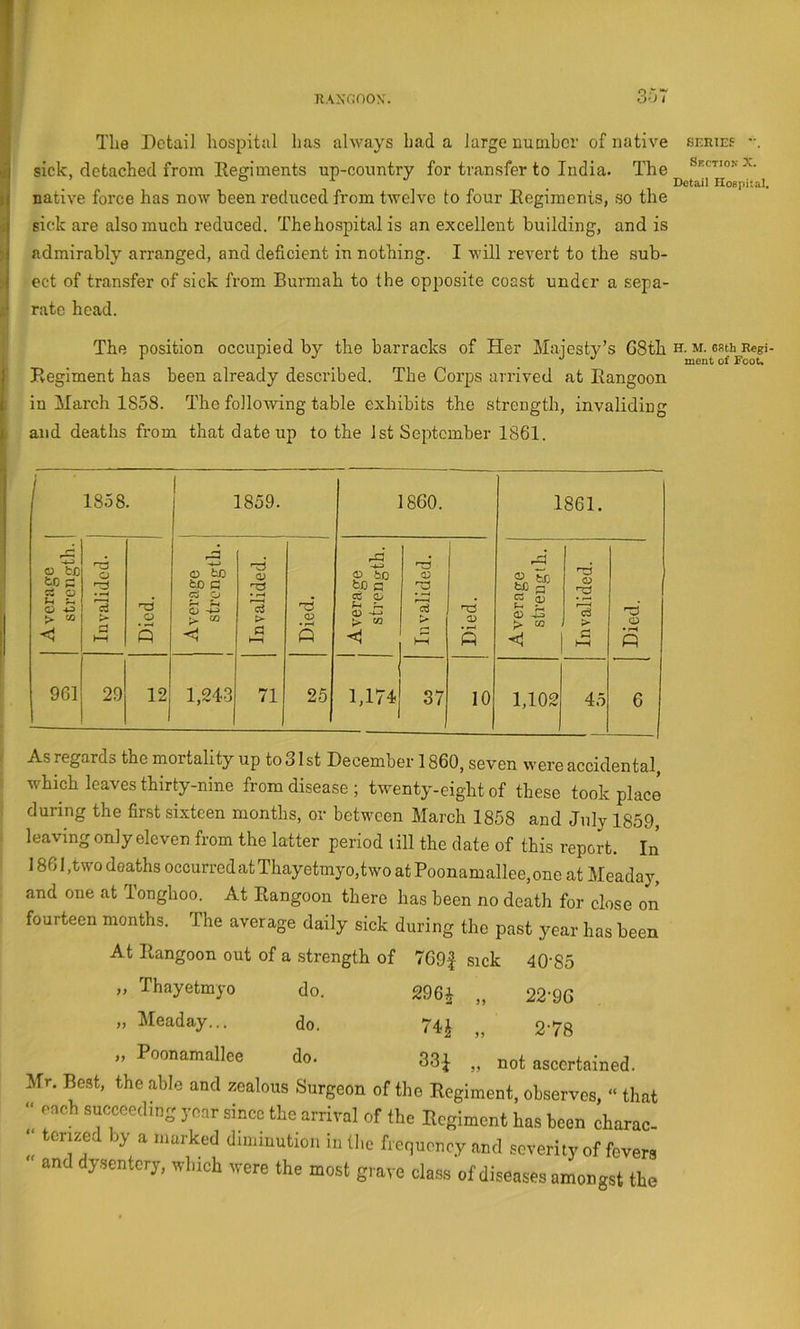 RANGOON.
357
The Detail hospital has always had a large number of native
sick, detached from Regiments up-country for transfer to India. The
native force has now been reduced from twelve to four Regiments, so the
sick are also much reduced. The hospital is an excellent building, and is
admirably arranged, and deficient in nothing. I will revert to the sub-
ect of transfer of sick from Burmah to the opposite coast under a sepa-
rate head.
SERIES
SECTION X.
Detail Hospital.
The position occupied by the barracks of Her Majesty's 68th
Regiment has been already described. The Corps arrived at Rangoon
in March 1858. The following table exhibits the strength, invaliding
and deaths from that date up to the 1st September 1861.
H. M. 68th Regi-
ment of Foot.
1858. 1859. 1860. 1861.
Average strength. Invalided. Died. Average strength. Invalided. Died. Average strength. Invalided. Died. Average strength. Invalided. Died.
961 29 12 1,243 71 25 1,174 37 10 1,102 45 6
As regards the mortality up to 31st December 1860, seven were accidental,
which leaves thirty-nine from disease ; twenty-eight of these took place
during the first sixteen months, or between March 1858 and July 1859,
leaving only eleven from the latter period till the date of this report. In
1861, two deaths occurred at Thayetmyo, two at Poonamallee, one at Meaday,
and one at Tonghoo. At Rangoon there has been no death for close on
fourteen months. The average daily sick during the past year has been
At Rangoon out of a strength of 769¾ sick 40·85
„ Thayetmyo do. 296½ „ 22·96
„ Meaday... do. 74½ „ 2·78
„ Poonamallee do. 33¼ „ not ascertained.
Mr. Best, the able and zealous Surgeon of the Regiment, observes, “ that
“ each succeeding year since the arrival of the Regiment has been charac-
“ terized by a marked diminution in the frequency and severity of fevers
“ and dysentery, which were the most grave class of diseases amongst the